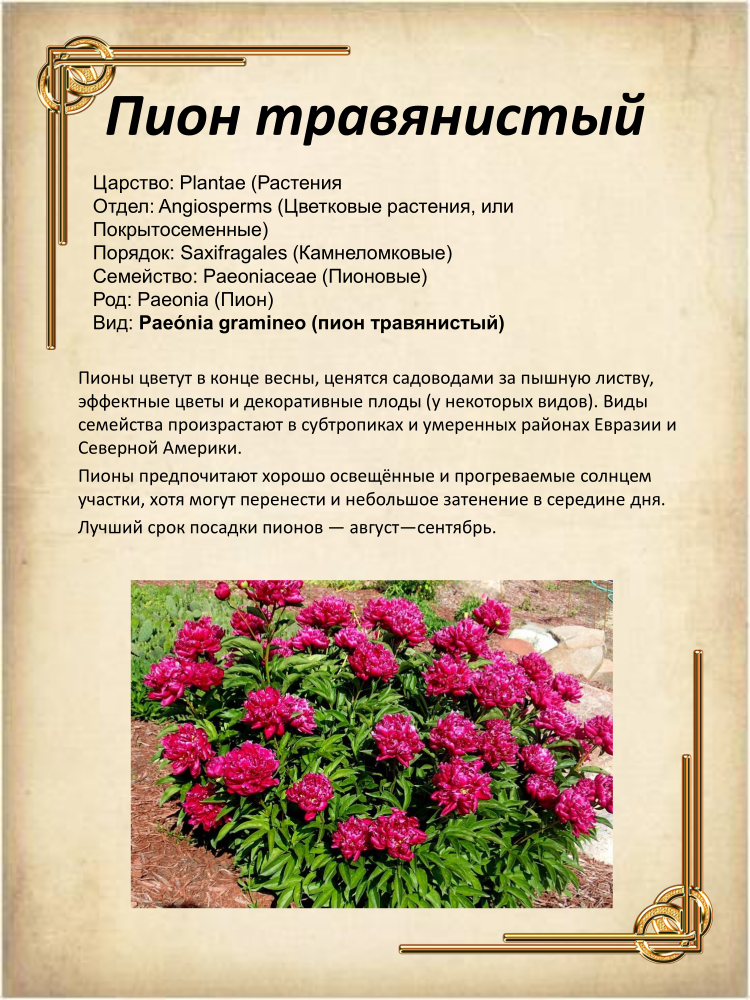 Пион травянистый
Царство: Plantae (Растения
Отдел: Angiosperms (Цветковые растения, или
Покрытосеменные)
Порядок: Saxifragales (Камнеломковые)
Семейство: Paeoniaceae (Пионовые)
Род: Paeonia (Пион)
Вид: Paeónia gramineo (пион травянистый)
Пионы цветут в конце весны, ценятся садоводами за пышную листву,
эффектные цветы и декоративные плоды (у некоторых видов). Виды
семейства произрастают в субтропиках и умеренных районах Евразии и
Северной Америки.
Пионы предпочитают хорошо освещённые и прогреваемые солнцем
участки, хотя могут перенести и небольшое затенение в середине дня.
Лучший срок посадки пионов — август—сентябрь.